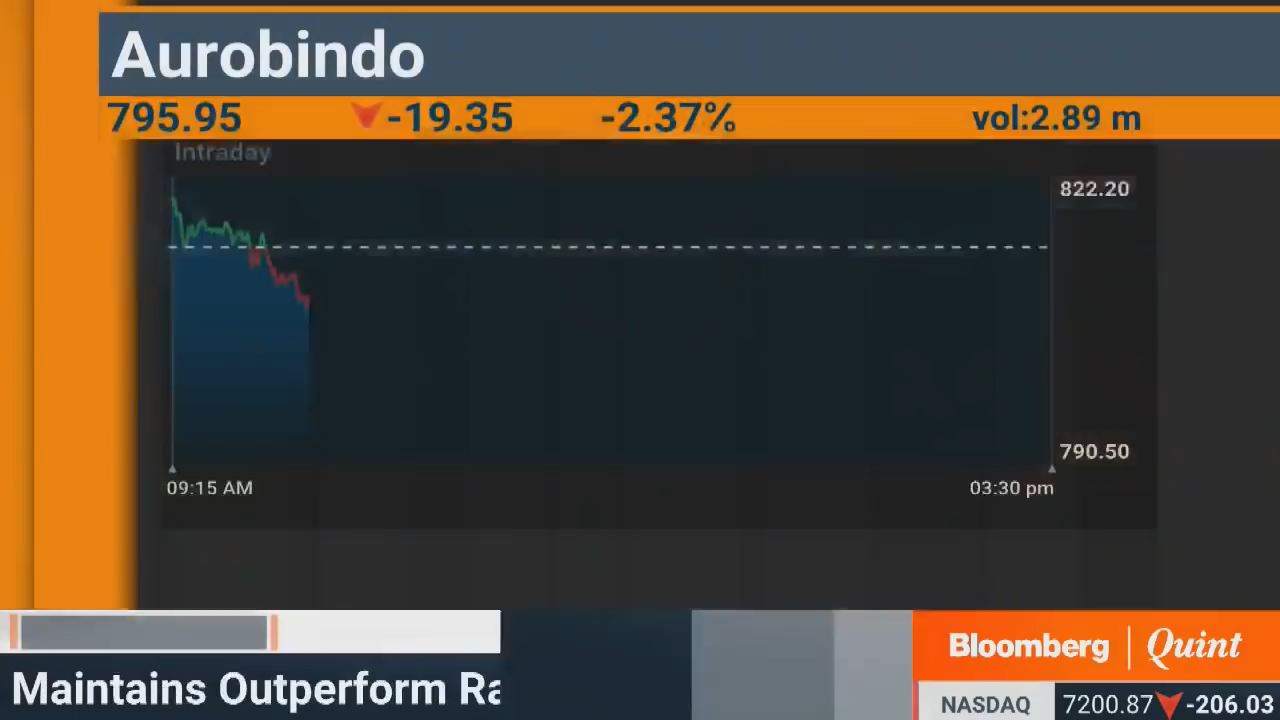 Aurobindo
795.95 -19.35 -2.37% vol:2.89 m
Intraday
822.20
790.50
09:15 AM 03:30 pm
Maintains Outperform
Bloomberg | Quint
NASDAQ 7200.87 -206.03